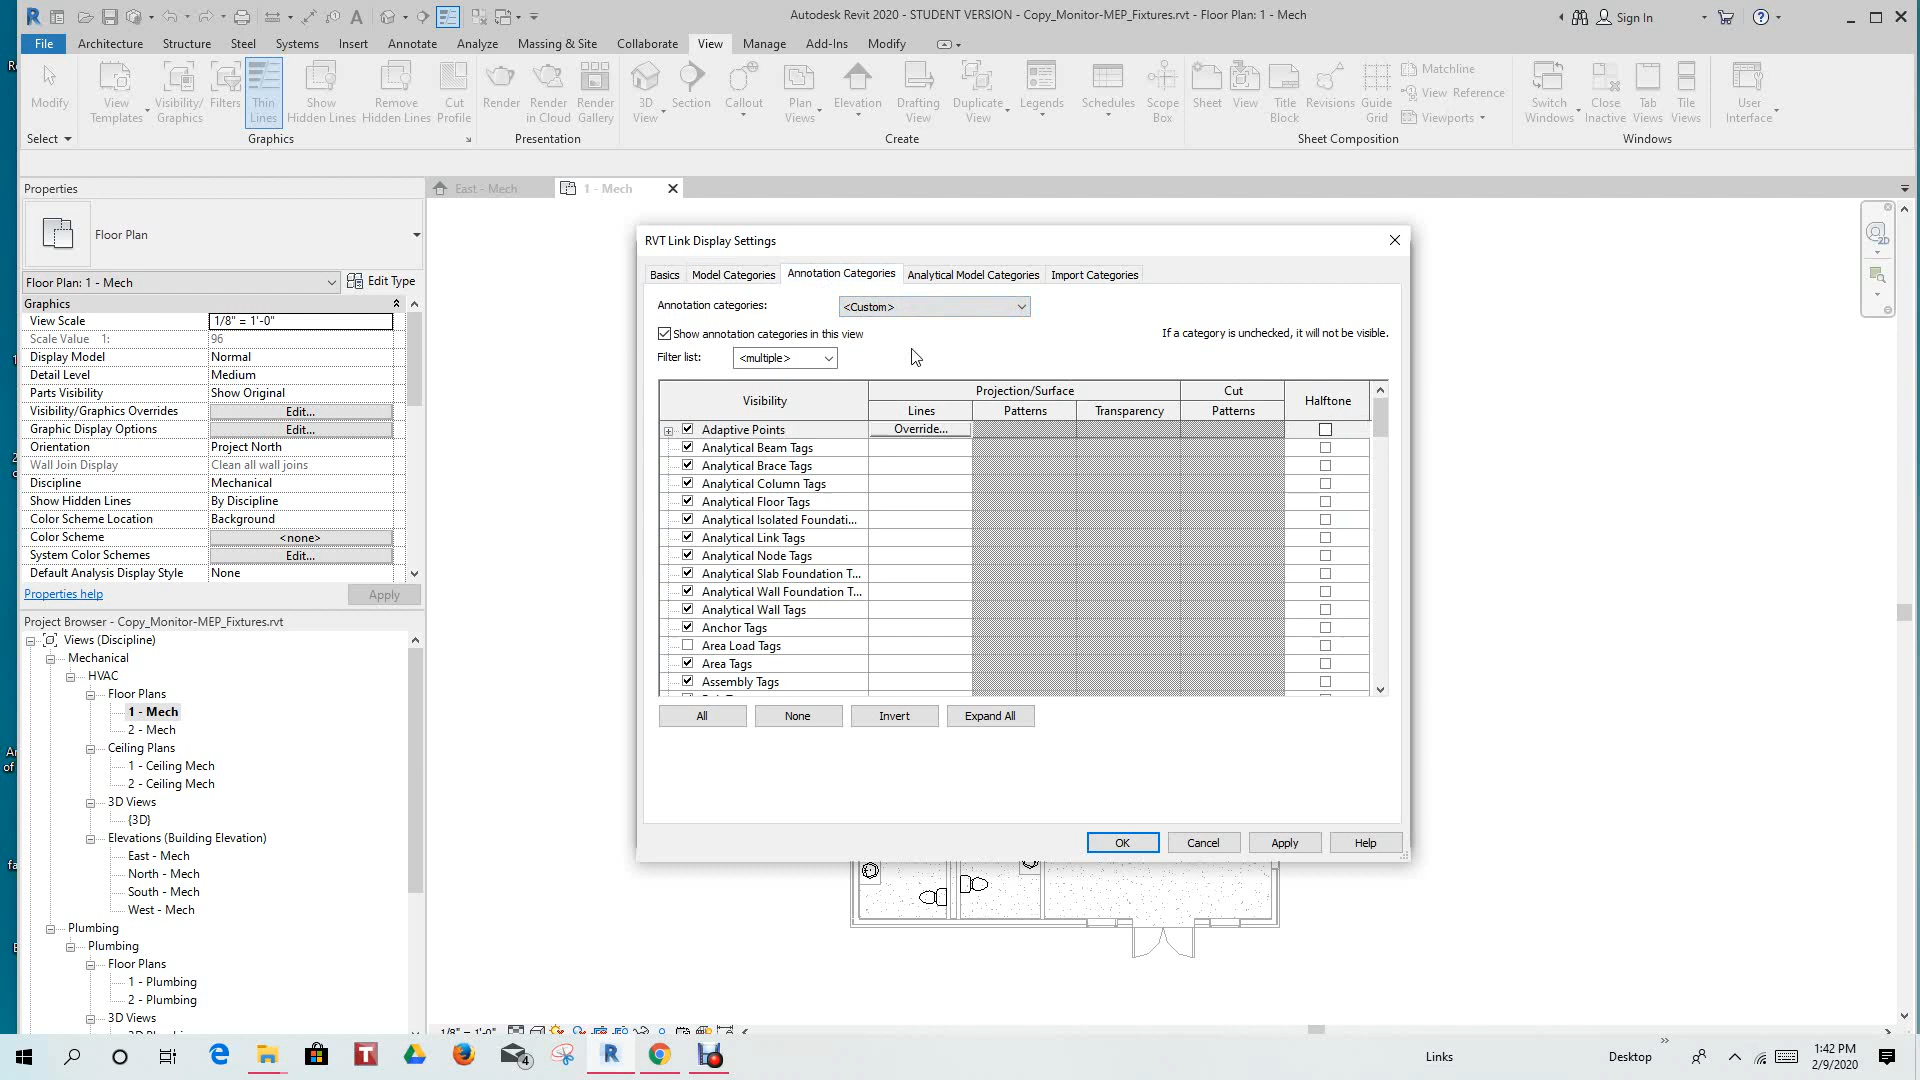 Autodesk Revit 2020 - STUDENT VERSION - Copy_Monitor-MEP_Fixtures.rvt - Floor Plan: 1 - Mech
Sign In
File Architecture Structure Steel Systems Insert Annotate Analyze Massing & Site Collaborate View Manage Add-Ins Modify
Modify
View Templates
Visibility/ Graphics
Filters
Thin Lines
Show Hidden Lines
Remove Hidden Lines
Cut Profile
Render
Render in Cloud
Render Gallery
3D View
Section
Callout
Plan Views
Elevation
Drafting View
Duplicate View
Legends
Schedules
Scope Box
Sheet
View
Title Block
Revisions
Guide Grid
Matchline
View Reference
Viewports
Switch Windows
Close Inactive
Tab Views
Tile Views
User Interface
Select Graphics Presentation Create Sheet Composition Windows
Properties
East - Mech
1 - Mech
Floor Plan
Floor Plan: 1 - Mech Edit Type
Graphics
View Scale 1/8" = 1'-0"
Scale Value 1: 96
Display Model Normal
Detail Level Medium
Parts Visibility Show Original
Visibility/Graphics Overrides Edit...
Graphic Display Options Edit...
Orientation Project North
Wall Join Display Clean all wall joins
Discipline Mechanical
Show Hidden Lines By Discipline
Color Scheme Location Background
Color Scheme <none>
System Color Schemes Edit...
Default Analysis Display Style None
Properties help Apply
Project Browser - Copy_Monitor-MEP_Fixtures.rvt
Views (Discipline)
Mechanical
HVAC
Floor Plans
1 - Mech
2 - Mech
Ceiling Plans
1 - Ceiling Mech
2 - Ceiling Mech
3D Views
{3D}
Elevations (Building Elevation)
East - Mech
North - Mech
South - Mech
West - Mech
Plumbing
Plumbing
Floor Plans
1 - Plumbing
2 - Plumbing
3D Views
RVT Link Display Settings
Basics Model Categories Annotation Categories Analytical Model Categories Import Categories
Annotation categories: <Custom>
Show annotation categories in this view If a category is unchecked, it will not be visible.
Filter list: <multiple>
Visibility Projection/Surface Cut Halftone
Lines Patterns Transparency Patterns
Adaptive Points Override...
Analytical Beam Tags
Analytical Brace Tags
Analytical Column Tags
Analytical Floor Tags
Analytical Isolated Foundati...
Analytical Link Tags
Analytical Node Tags
Analytical Slab Foundation T...
Analytical Wall Foundation T...
Analytical Wall Tags
Anchor Tags
Area Load Tags
Area Tags
Assembly Tags
All None Invert Expand All
OK Cancel Apply Help
1/8" = 1'-0"
Links
Desktop
4
1:42 PM
2/9/2020